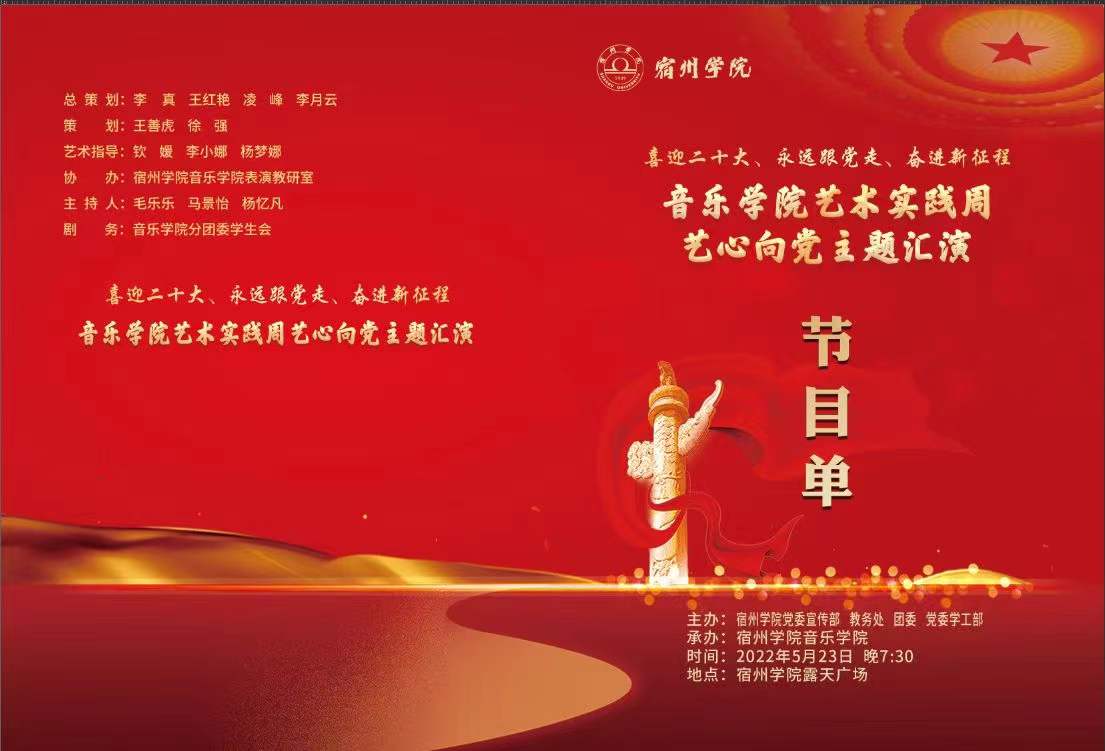 总策划：李真 王红艳 凌峰 李月云
策划：王善虎 徐强
艺术指导：钦媛 李小娜 杨梦娜
协办：宿州学院音乐学院表演教研室
主持人：毛乐乐 马景怡 杨忆凡
剧务：音乐学院分团委学生会
喜迎二十大、永远跟党走、奋进新征程
音乐学院艺术实践周艺心向党主题汇演
宿州学院
喜迎二十大、永远跟党走、奋进新征程
音乐学院艺术实践周
艺心向党主题汇演
节
目
单
主办：宿州学院党委宣传部 教务处 团委 党委学工部
承办：宿州学院音乐学院
时间：2022年5月23日 晚7:30
地点：宿州学院露天广场